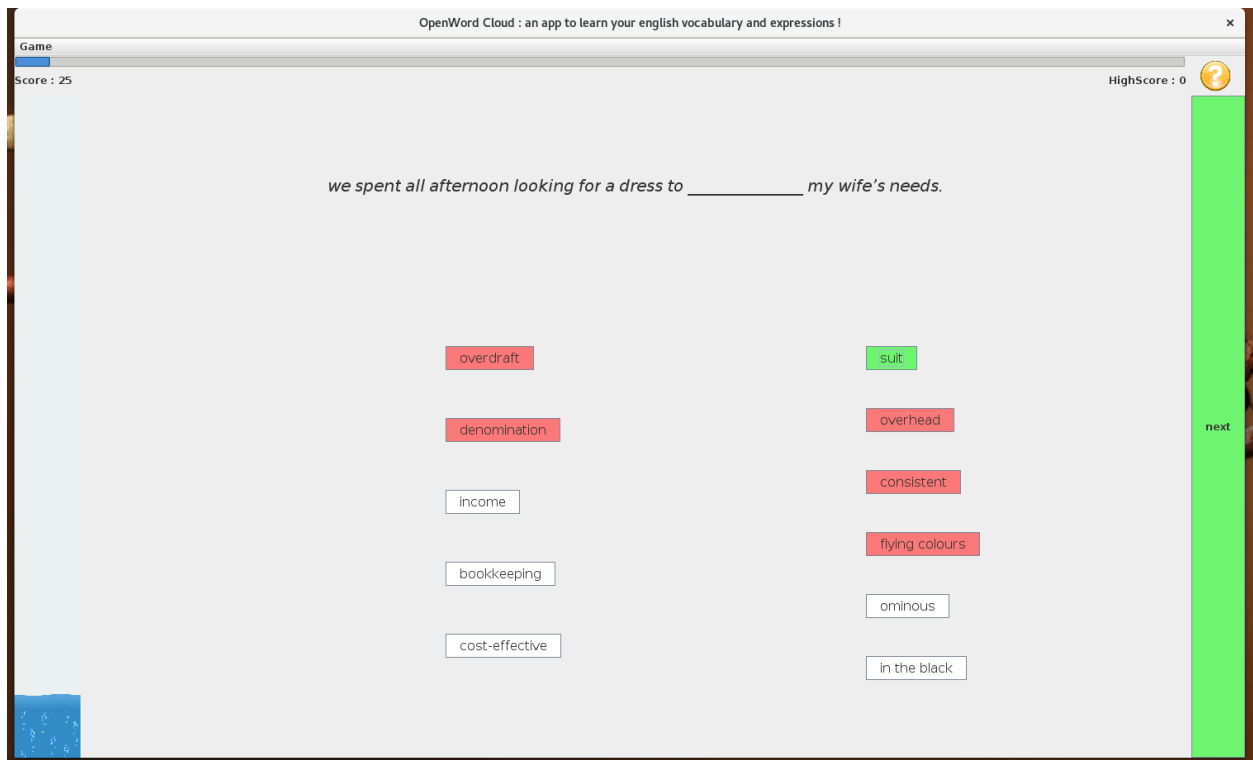 OpenWord Cloud : an app to learn your english vocabulary and expressions !
×
Game
Score : 25
HighScore : 0
?
we spent all afternoon looking for a dress to _____________ my wife’s needs.
overdraft
suit
denomination
overhead
income
consistent
bookkeeping
flying colours
cost-effective
ominous
in the black
next